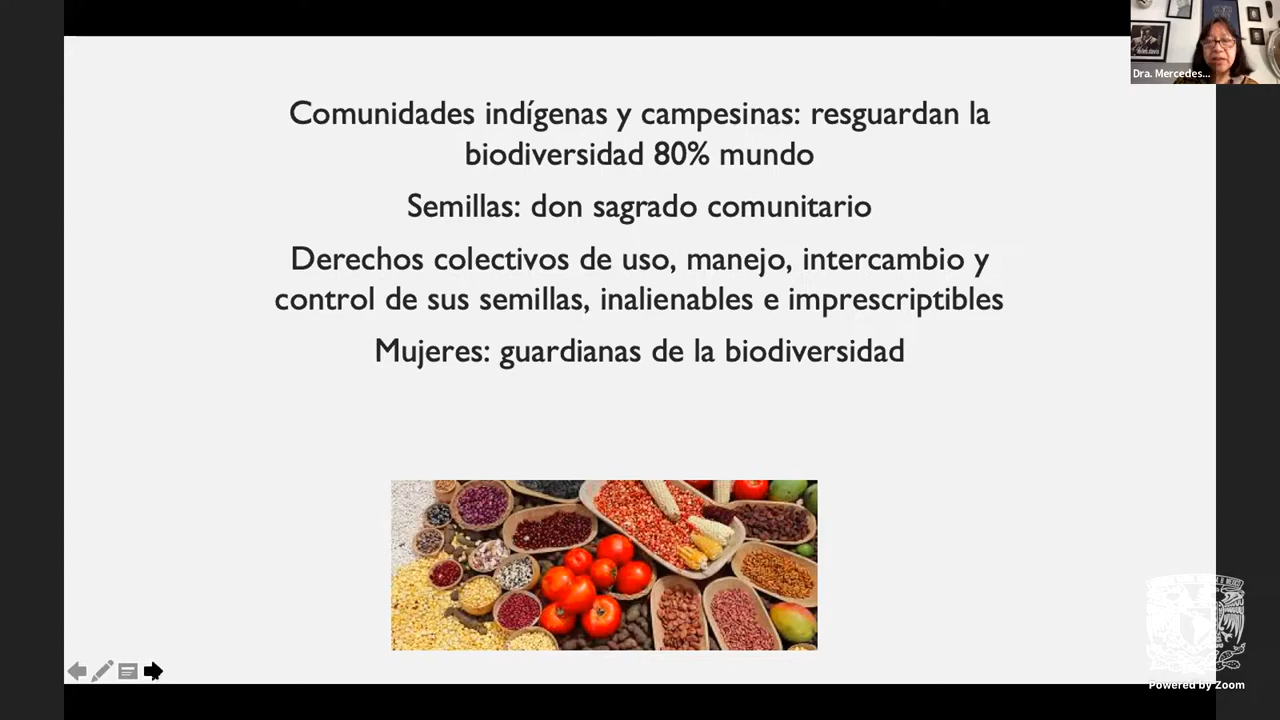 Dra. Mercedes...
Comunidades indígenas y campesinas: resguardan la
biodiversidad 80% mundo
Semillas: don sagrado comunitario
Derechos colectivos de uso, manejo, intercambio y
control de sus semillas, inalienables e imprescriptibles
Mujeres: guardianas de la biodiversidad
Powered by Zoom